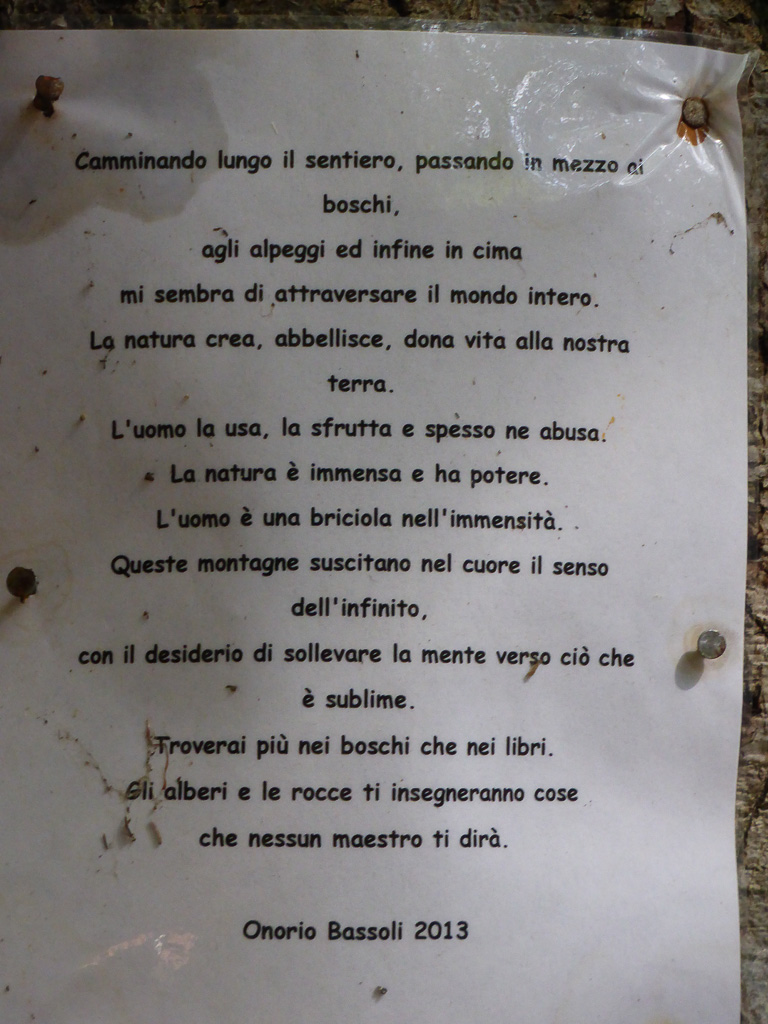 Camminando lungo il sentiero, passando in mezzo ai
boschi,
agli alpeggi ed infine in cima
mi sembra di attraversare il mondo intero.
La natura crea, abbellisce, dona vita alla nostra
terra.
L'uomo la usa, la sfrutta e spesso ne abusa.
La natura è immensa e ha potere.
L'uomo è una briciola nell'immensità.
Queste montagne suscitano nel cuore il senso
dell'infinito,
con il desiderio di sollevare la mente verso ciò che
è sublime.
Troverai più nei boschi che nei libri.
Gli alberi e le rocce ti insegneranno cose
che nessun maestro ti dirà.
Onorio Bassoli 2013